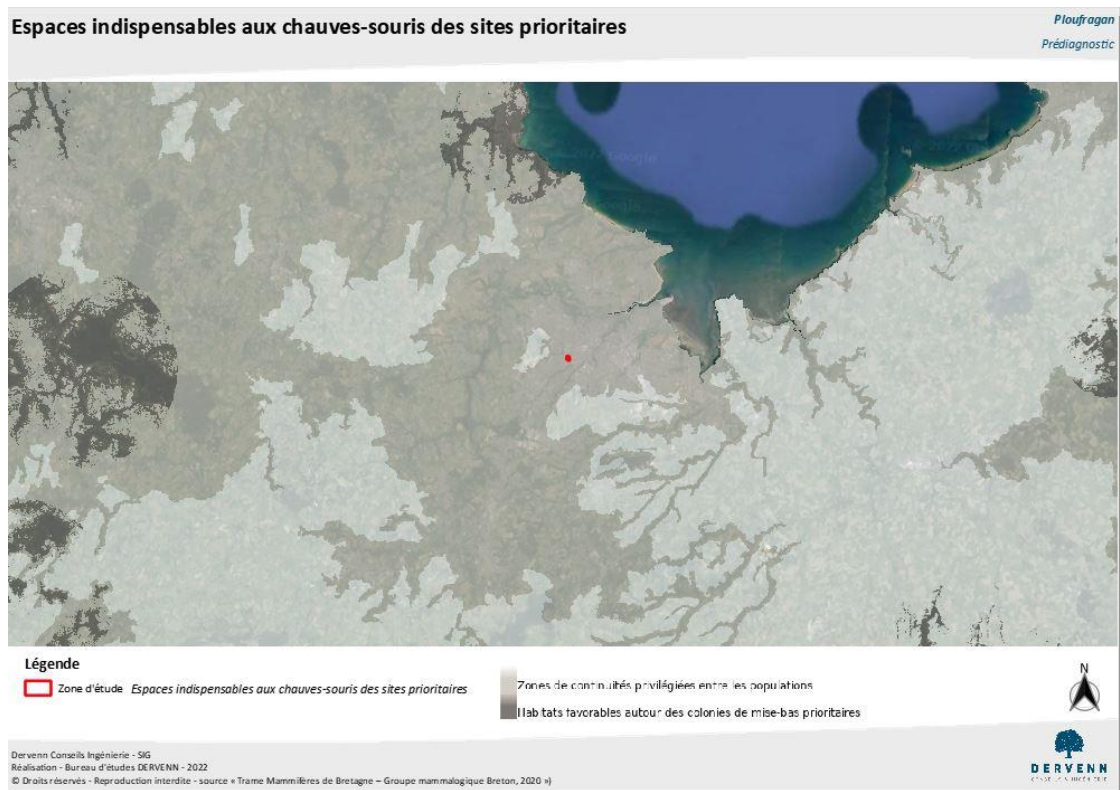 Espaces indispensables aux chauves-souris des sites prioritaires
Ploufragan
Prédiagnostic
Google
Légende
Zone d'étude Espaces indispensables aux chauves-souris des sites prioritaires
Zones de continuités privilégiées entre les populations
Habitats favorables autour des colonies de mise-bas prioritaires
N
Dervenn Conseils Ingénierie - SIG
Réalisation - Bureau d'études DERVENN - 2022
© Droits réservés - Reproduction interdite - source « Trame Mammifères de Bretagne – Groupe mammalogique Breton, 2020 »)
DERVENN
CONSEILS INGÉNIERIE